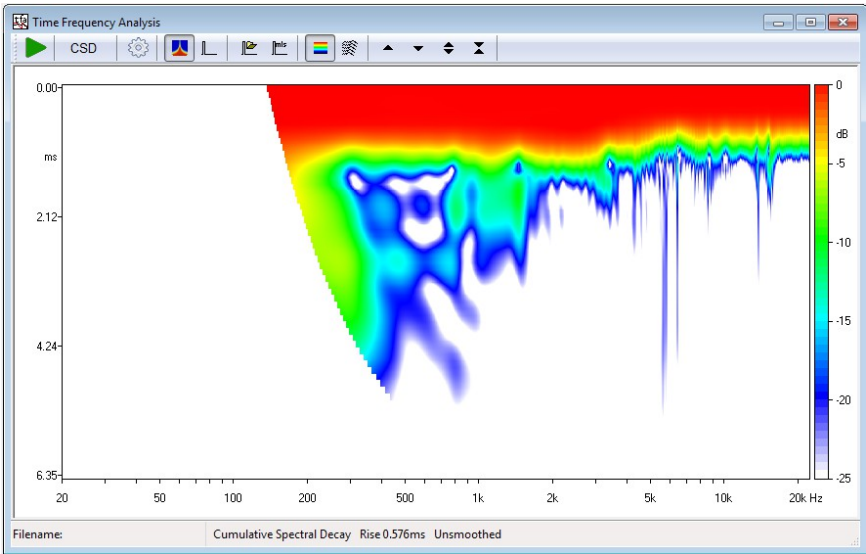 Time Frequency Analysis
CSD
0.00
ms
2.12
4.24
6.35
20 50 100 200 500 1k 2k 5k 10k 20k Hz
0
dB
-5
-10
-15
-20
-25
Filename: Cumulative Spectral Decay Rise 0.576ms Unsmoothed